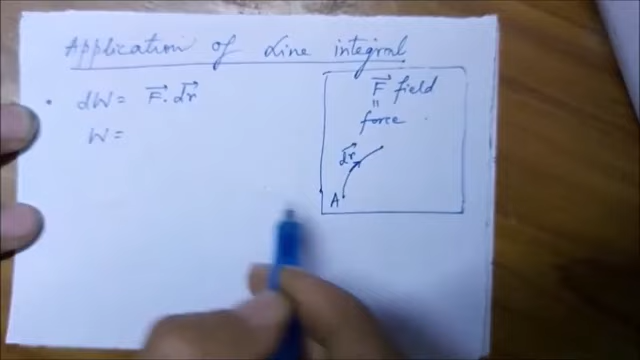 Application of Line integral
• dW = F⃗ . dr⃗
W =
F⃗ field
=
force
dr⃗
A